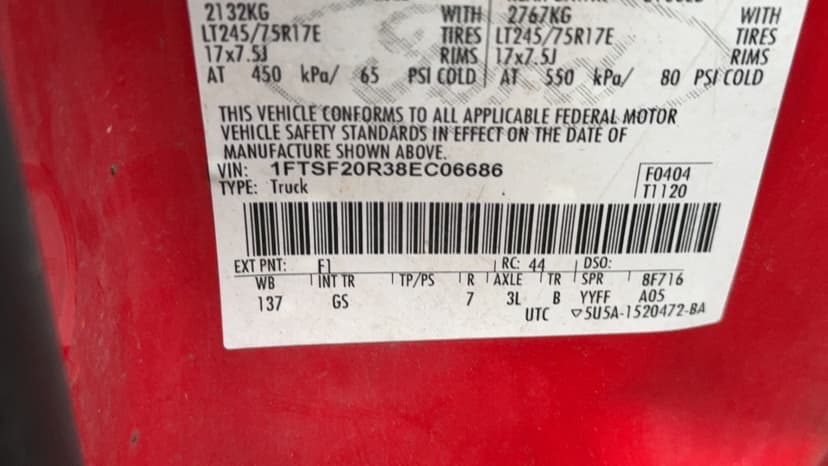 2132KG WITH 2767KG WITH
LT245/75R17E TIRES LT245/75R17E TIRES
17x7.5J RIMS 17x7.5J RIMS
AT 450 kPa/ 65 PSI COLD AT 550 kPa/ 80 PSI COLD
THIS VEHICLE CONFORMS TO ALL APPLICABLE FEDERAL MOTOR
VEHICLE SAFETY STANDARDS IN EFFECT ON THE DATE OF
MANUFACTURE SHOWN ABOVE.
VIN: 1FTSF20R38EC06686 F0404
TYPE: Truck T1120
EXT PNT: F1 RC: 44 DSO:
WB INT TR TP/PS R AXLE TR SPR 8F716
137 GS 7 3L B YYFF A05
UTC ▽5U5A-1520472-BA